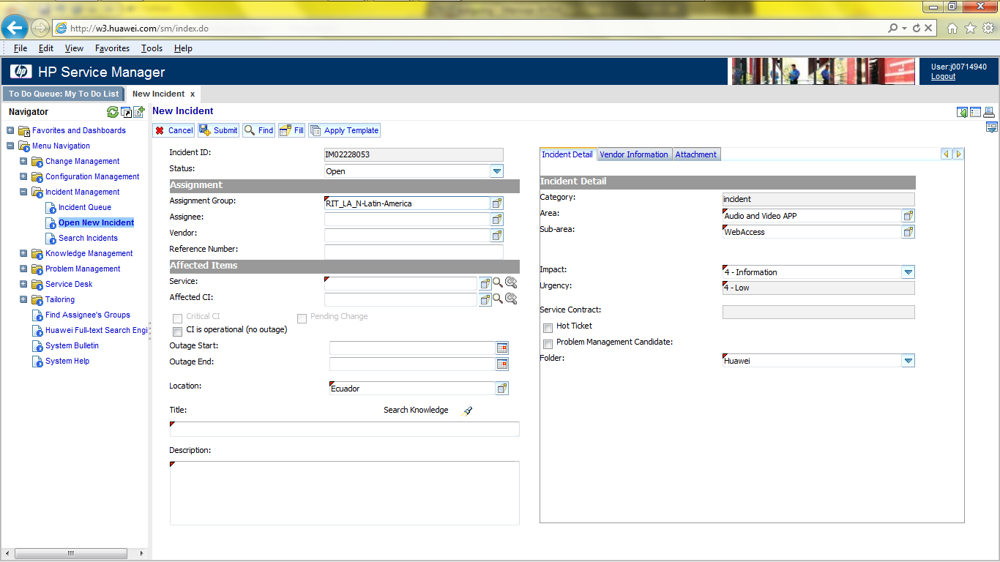 http://w3.huawei.com/sm/index.do
File Edit View Favorites Tools Help
hp HP Service Manager
User:j00714940
Logout
To Do Queue: My To Do List New Incident x
Navigator
Favorites and Dashboards
Menu Navigation
Change Management
Configuration Management
Incident Management
Incident Queue
Open New Incident
Search Incidents
Knowledge Management
Problem Management
Service Desk
Tailoring
Find Assignee's Groups
Huawei Full-text Search Engi
System Bulletin
System Help
New Incident
Cancel Submit Find Fill Apply Template
Incident ID: IM02228053
Status: Open
Assignment
Assignment Group: RIT_LA_N-Latin-America
Assignee:
Vendor:
Reference Number:
Affected Items
Service:
Affected CI:
Critical CI Pending Change
CI is operational (no outage)
Outage Start:
Outage End:
Location: Ecuador
Title: Search Knowledge
Description:
Incident Detail Vendor Information Attachment
Incident Detail
Category: incident
Area: Audio and Video APP
Sub-area: WebAccess
Impact: 4 - Information
Urgency: 4 - Low
Service Contract:
Hot Ticket
Problem Management Candidate:
Folder: Huawei